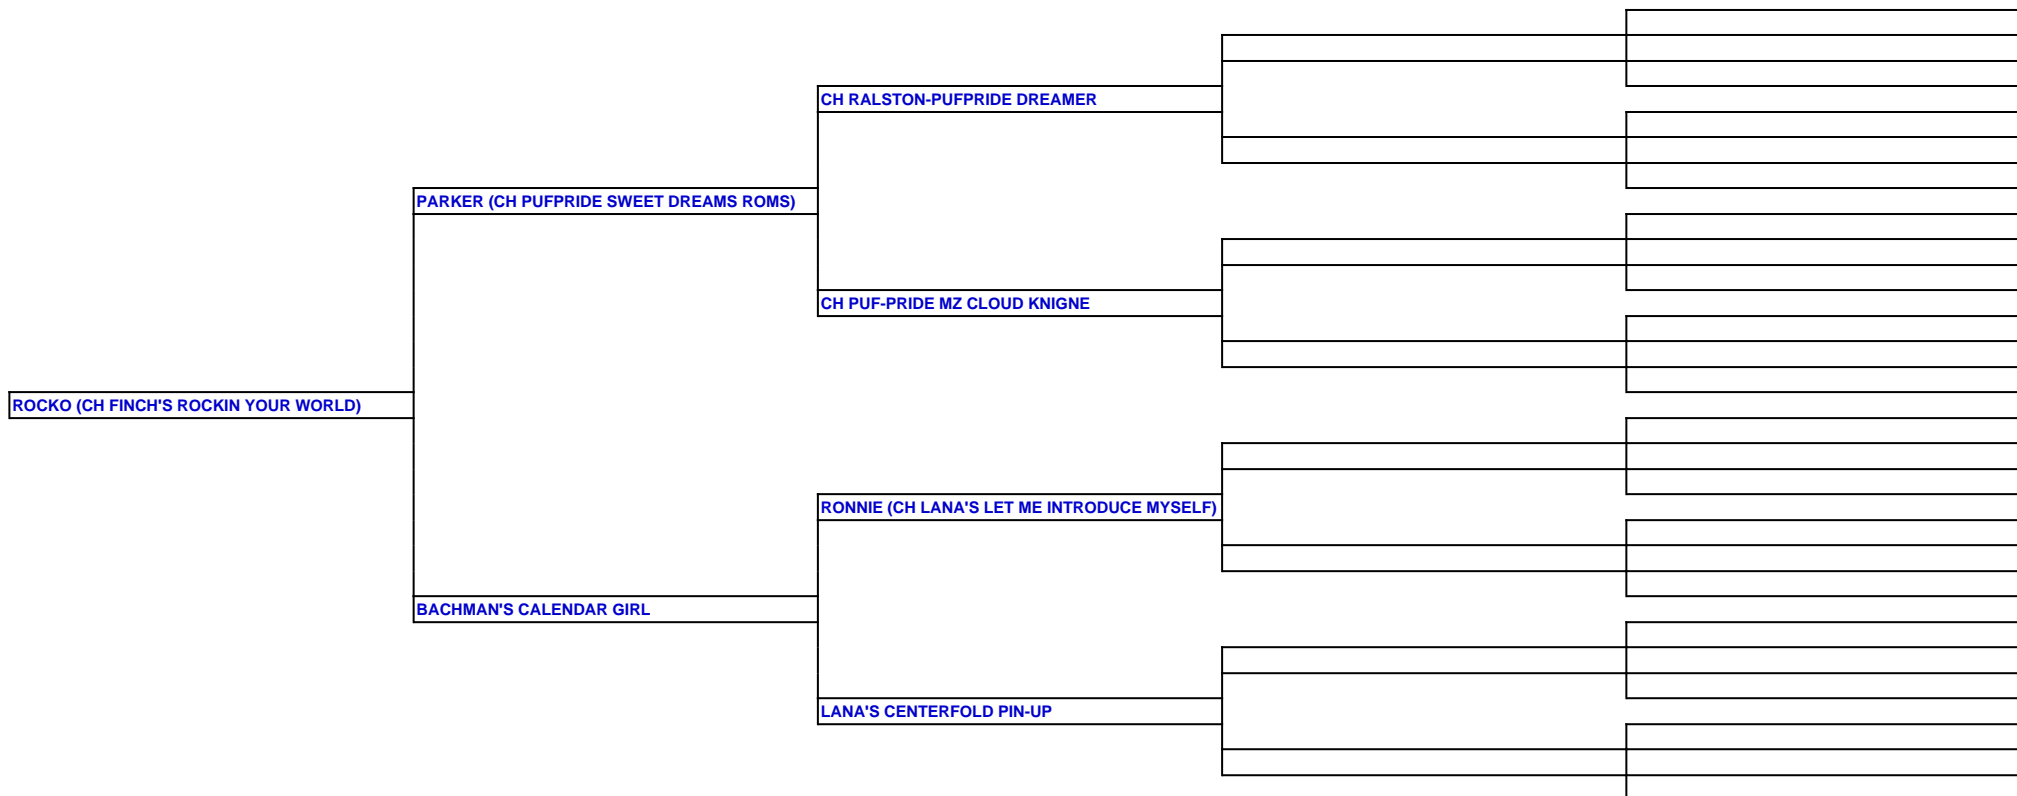 CH RALSTON-PUFPRIDE DREAMER
PARKER (CH PUFPRIDE SWEET DREAMS ROMS)
CH PUF-PRIDE MZ CLOUD KNIGNE
ROCKO (CH FINCH'S ROCKIN YOUR WORLD)
RONNIE (CH LANA'S LET ME INTRODUCE MYSELF)
BACHMAN'S CALENDAR GIRL
LANA'S CENTERFOLD PIN-UP